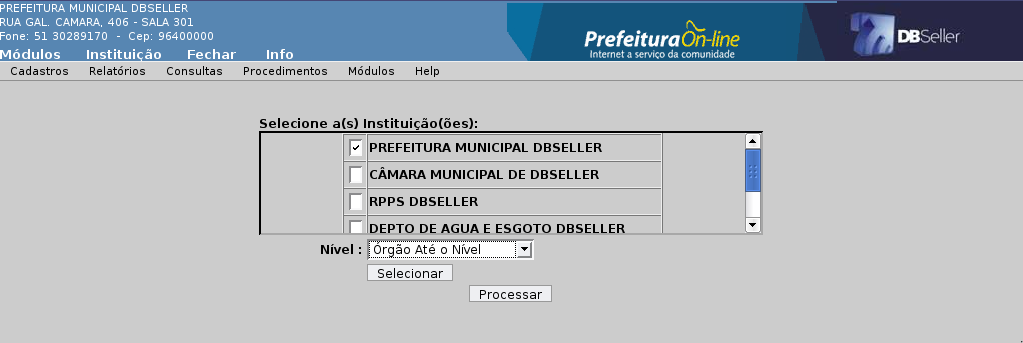 PREFEITURA MUNICIPAL DBSELLER
RUA GAL. CAMARA, 406 - SALA 301
Fone: 51 30289170 - Cep: 96400000
Prefeitura On-line
Internet a serviço da comunidade
DBSeller
Módulos Instituição Fechar Info
Cadastros Relatórios Consultas Procedimentos Módulos Help
Selecione a(s) Instituição(ões):
PREFEITURA MUNICIPAL DBSELLER
CÂMARA MUNICIPAL DE DBSELLER
RPPS DBSELLER
DEPTO DE AGUA E ESGOTO DBSELLER
Nível : Órgão Até o Nível
Selecionar
Processar